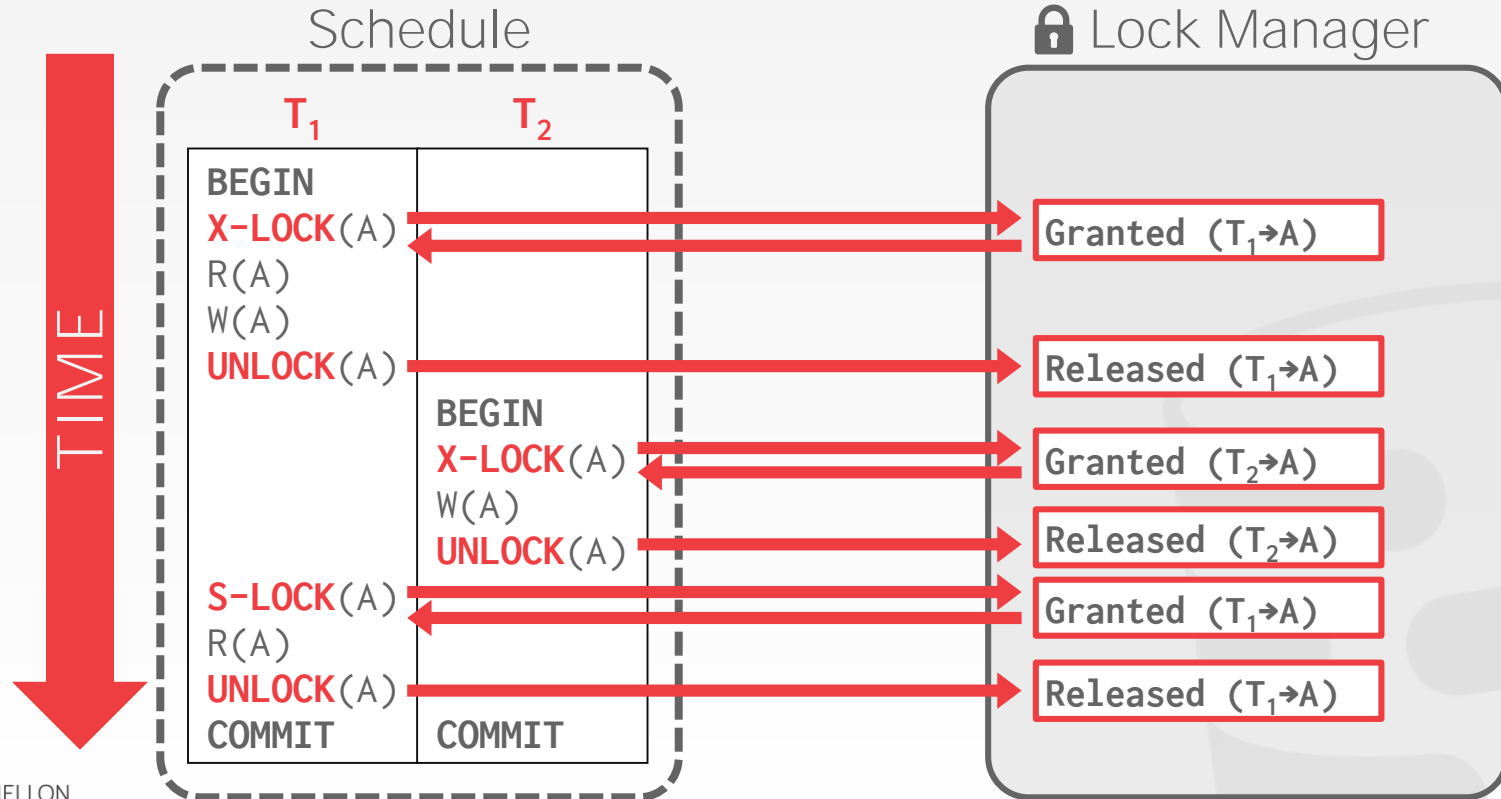 Schedule
Lock Manager
TIME
T1
T2
BEGIN
X-LOCK(A)
Granted (T1→A)
R(A)
W(A)
UNLOCK(A)
Released (T1→A)
BEGIN
X-LOCK(A)
Granted (T2→A)
W(A)
UNLOCK(A)
Released (T2→A)
S-LOCK(A)
Granted (T1→A)
R(A)
UNLOCK(A)
Released (T1→A)
COMMIT
COMMIT